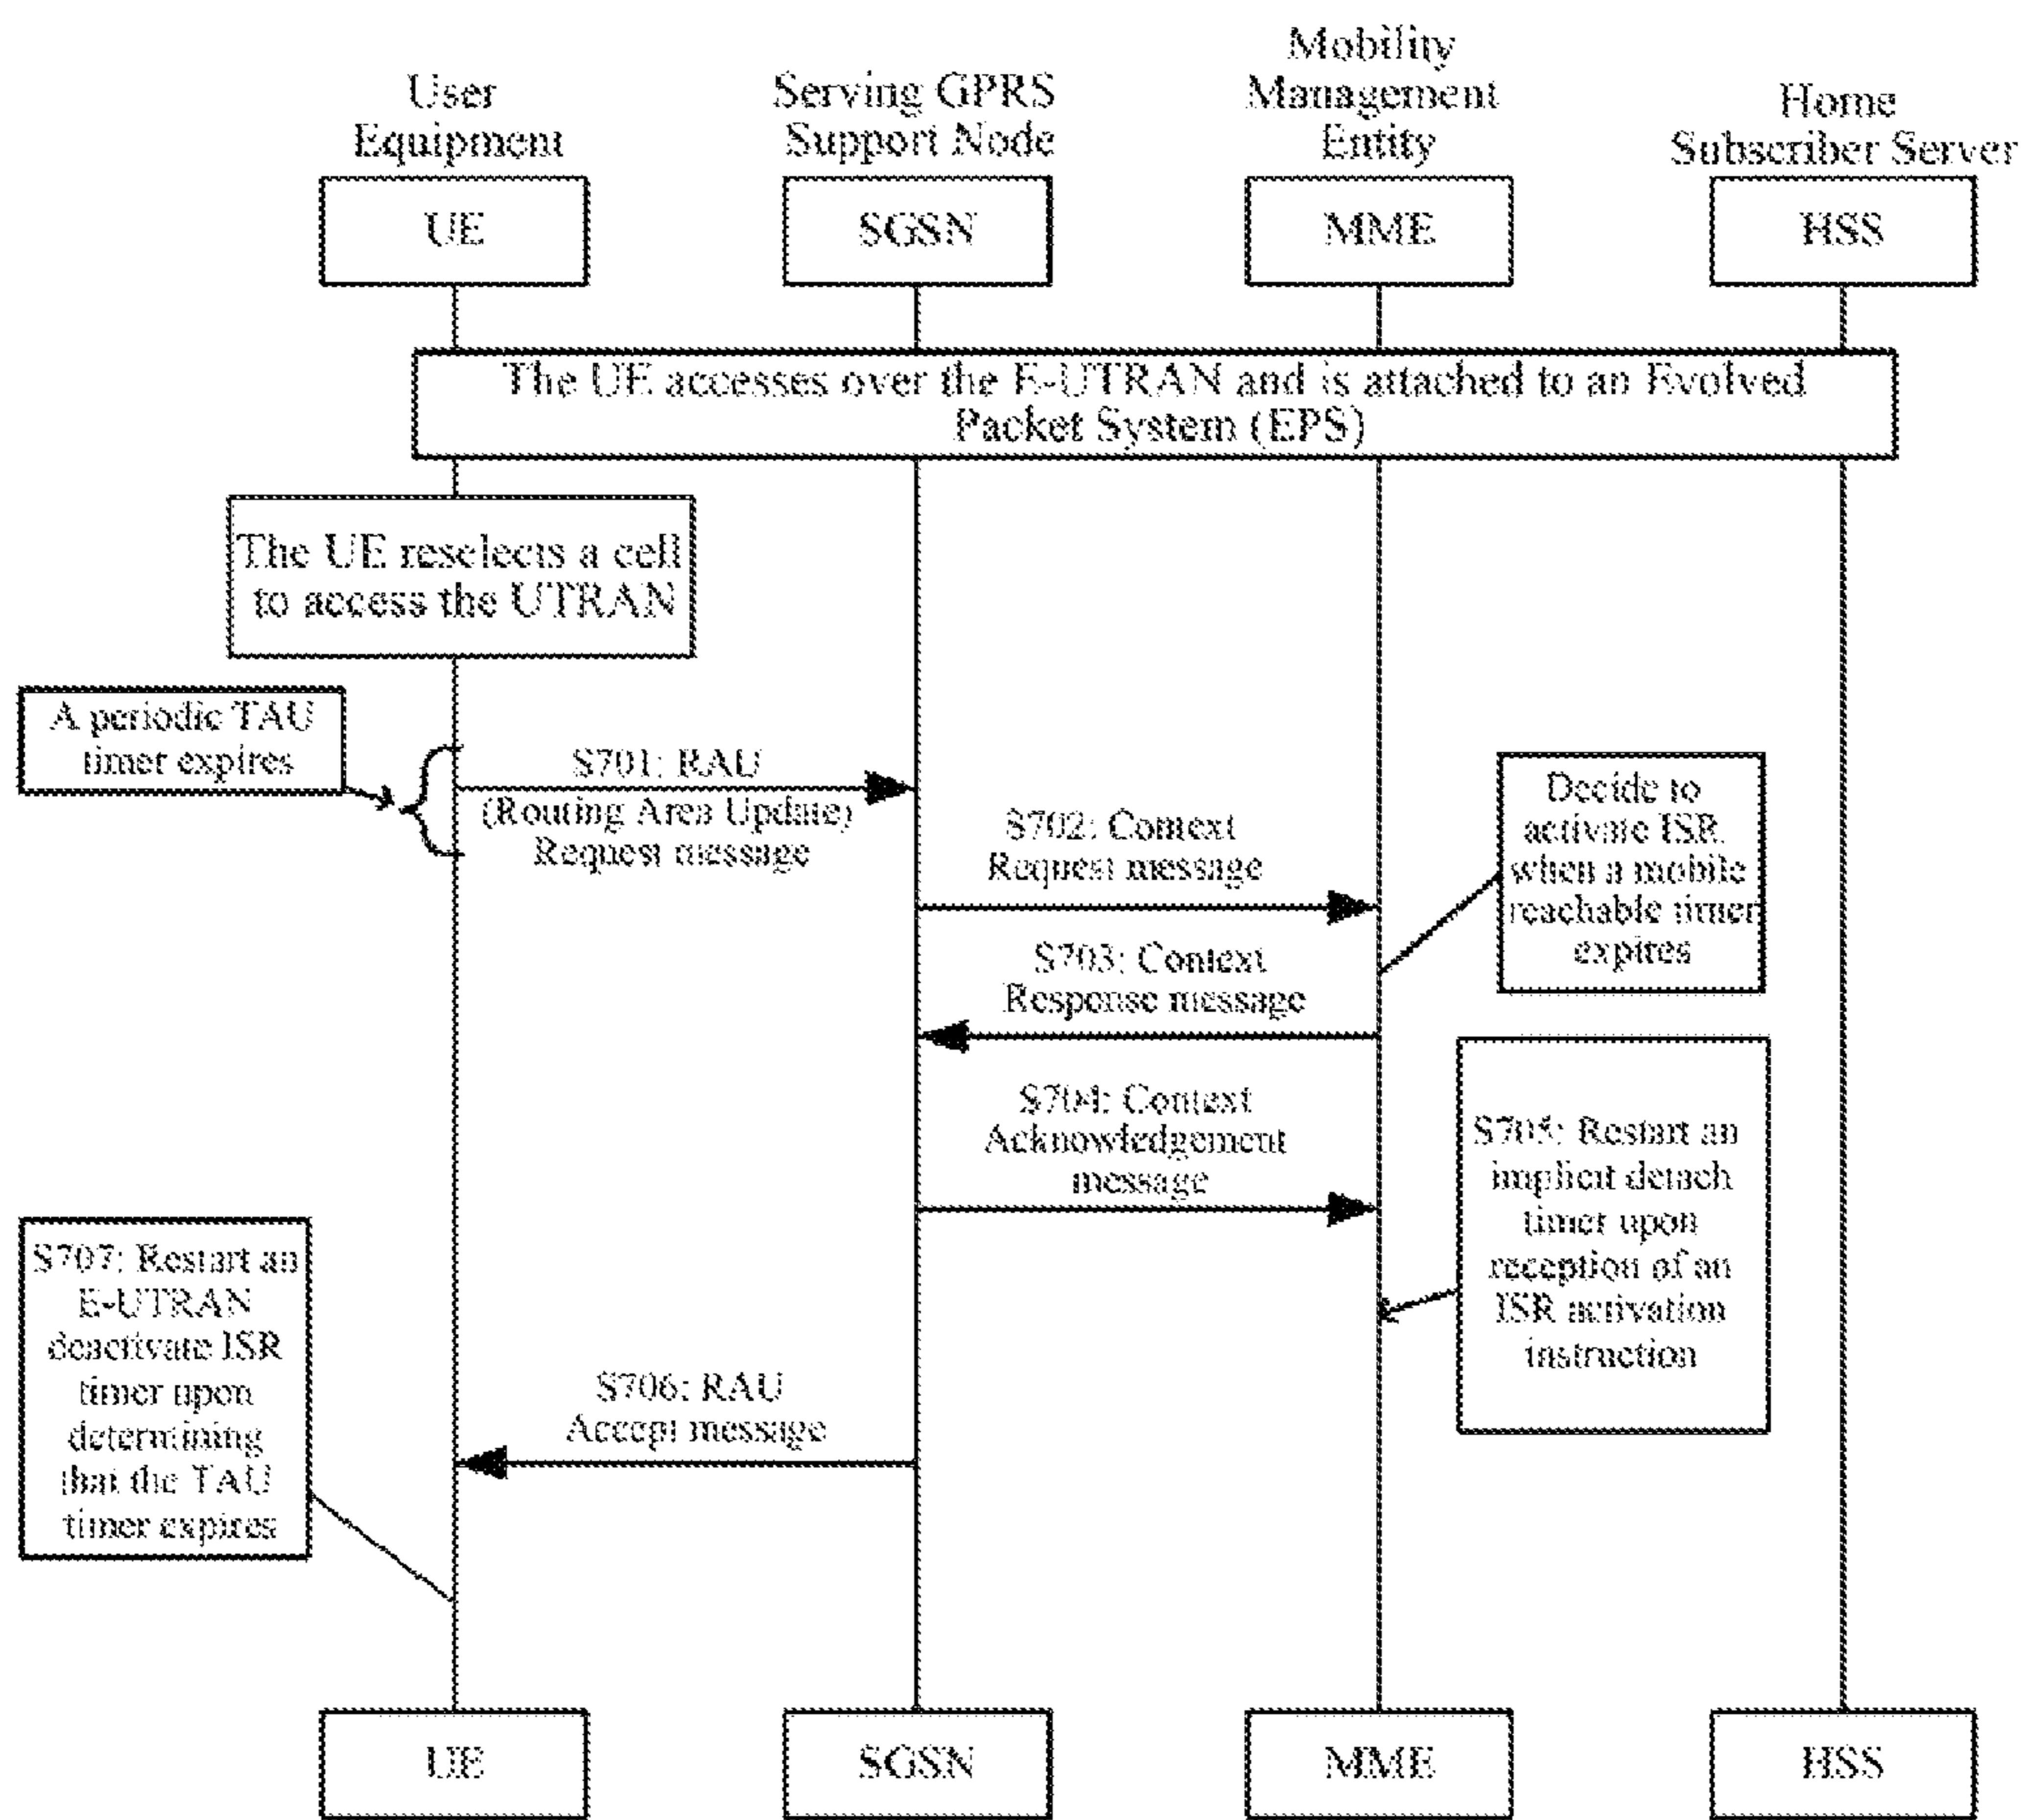 User
Equipment
Serving GPRS
Support Node
Mobility
Management
Entity
Home
Subscriber Server
UE
SGSN
MME
HSS
The UE accesses over the E-UTRAN and is attached to an Evolved
Packet System (EPS)
The UE reselects a cell
to access the UTRAN
A periodic TAU
timer expires
S701: RAU
(Routing Area Update)
Request message
S702: Context
Request message
Decide to
activate ISR
when a mobile
reachable timer
expires
S703: Context
Response message
S704: Context
Acknowledgement
message
S705: Restart an
implicit detach
timer upon
reception of an
ISR activation
instruction
S706: RAU
Accept message
S707: Restart an
E-UTRAN
deactivate ISR
timer upon
determining
that the TAU
timer expires
UE
SGSN
MME
HSS